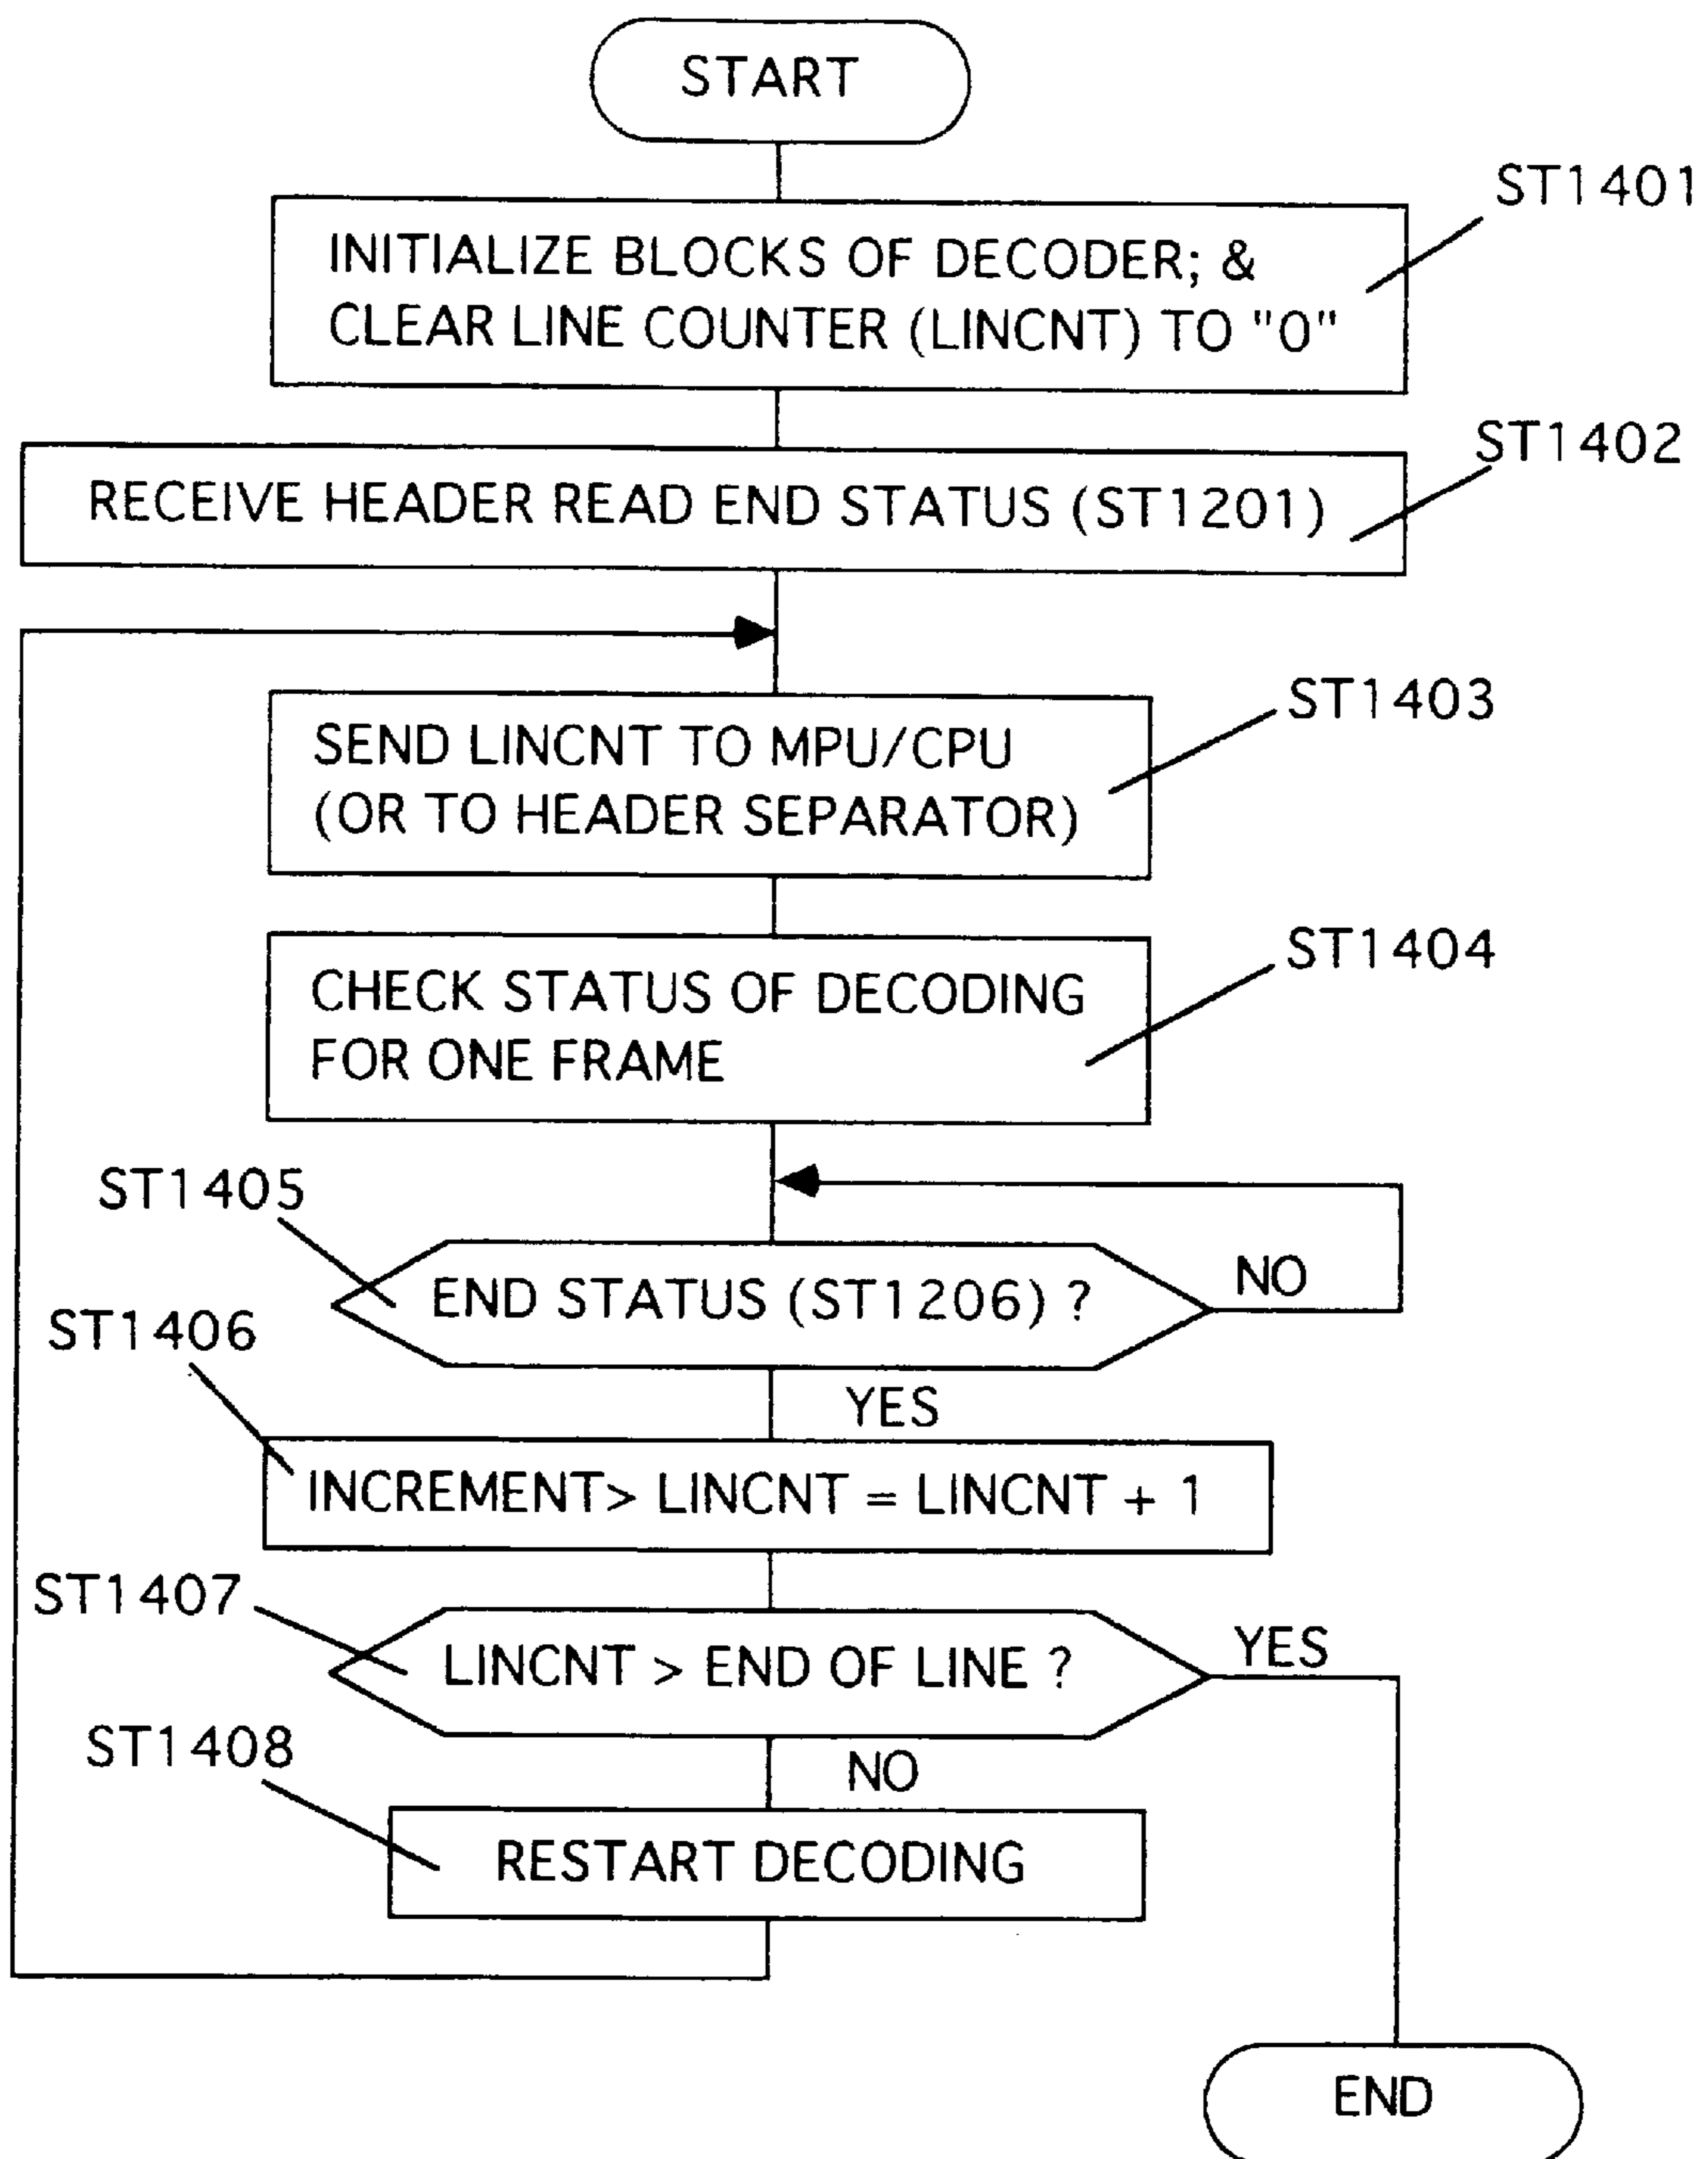 START
ST1401
INITIALIZE BLOCKS OF DECODER; &
CLEAR LINE COUNTER (LINCNT) TO "0"
ST1402
RECEIVE HEADER READ END STATUS (ST1201)
ST1403
SEND LINCNT TO MPU/CPU
(OR TO HEADER SEPARATOR)
ST1404
CHECK STATUS OF DECODING
FOR ONE FRAME
ST1405
END STATUS (ST1206) ?
NO
YES
ST1406
INCREMENT> LINCNT = LINCNT + 1
ST1407
LINCNT > END OF LINE ?
YES
NO
ST1408
RESTART DECODING
END